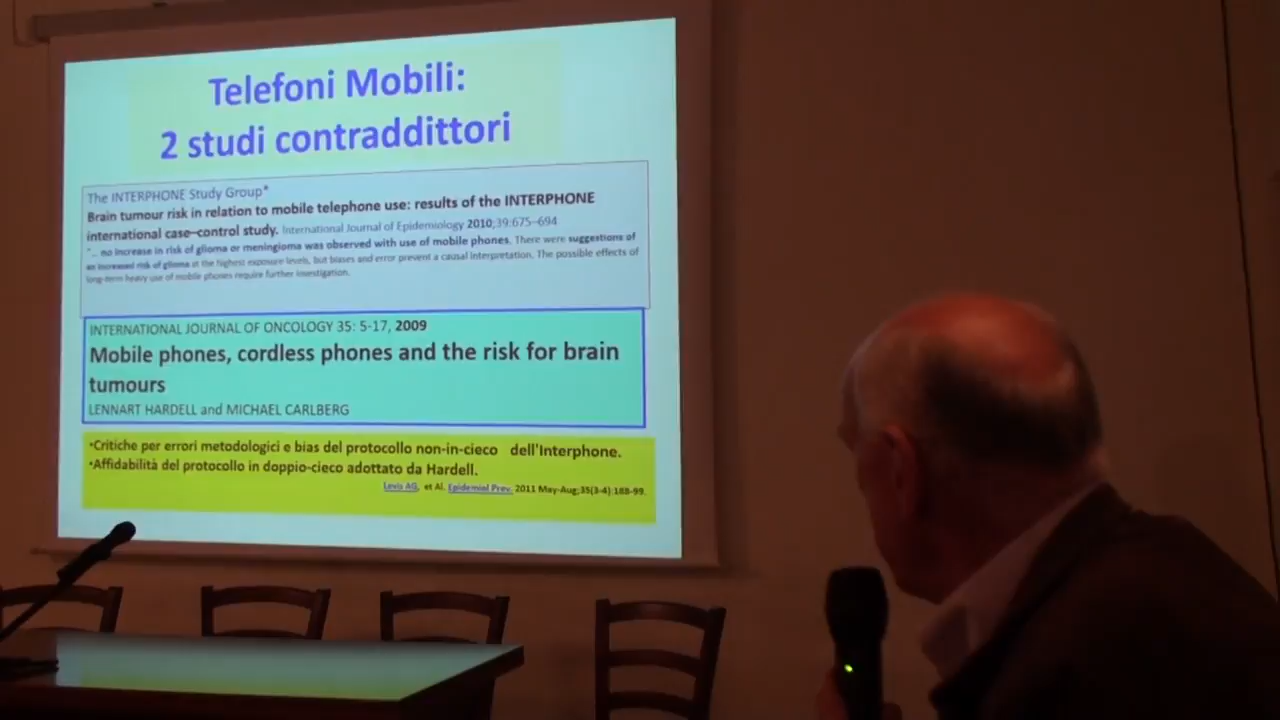 Telefoni Mobili:
2 studi contraddittori
The INTERPHONE Study Group*
Brain tumour risk in relation to mobile telephone use: results of the INTERPHONE
international case–control study. International Journal of Epidemiology 2010;39:675–694
"... no increase in risk of glioma or meningioma was observed with use of mobile phones. There were suggestions of
an increased risk of glioma at the highest exposure levels, but biases and error prevent a causal interpretation. The possible effects of
long-term heavy use of mobile phones require further investigation.
INTERNATIONAL JOURNAL OF ONCOLOGY 35: 5-17, 2009
Mobile phones, cordless phones and the risk for brain
tumours
LENNART HARDELL and MICHAEL CARLBERG
•Critiche per errori metodologici e bias del protocollo non-in-cieco dell'Interphone.
•Affidabilità del protocollo in doppio-cieco adottato da Hardell.
Levis AG, et Al. Epidemiol Prev. 2011 May-Aug;35(3-4):188-99.